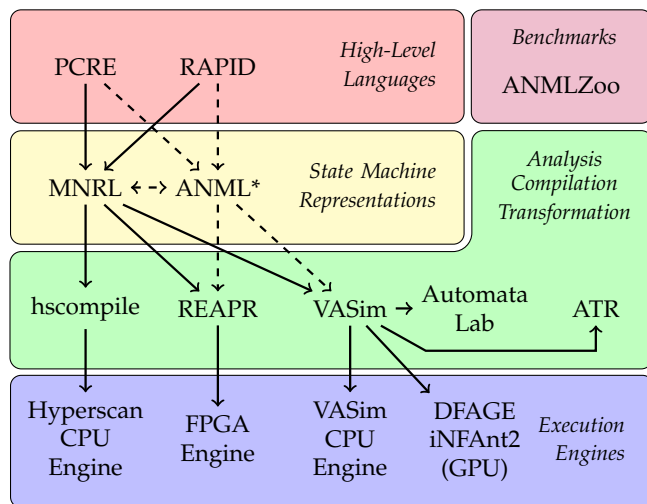 PCRE
RAPID
High-Level
Languages
Benchmarks
ANMLZoo
MNRL
ANML*
State Machine
Representations
Analysis
Compilation
Transformation
hscompile
REAPR
VASim
Automata
Lab
ATR
Hyperscan
CPU
Engine
FPGA
Engine
VASim
CPU
Engine
DFAGE
iNFAnt2
(GPU)
Execution
Engines